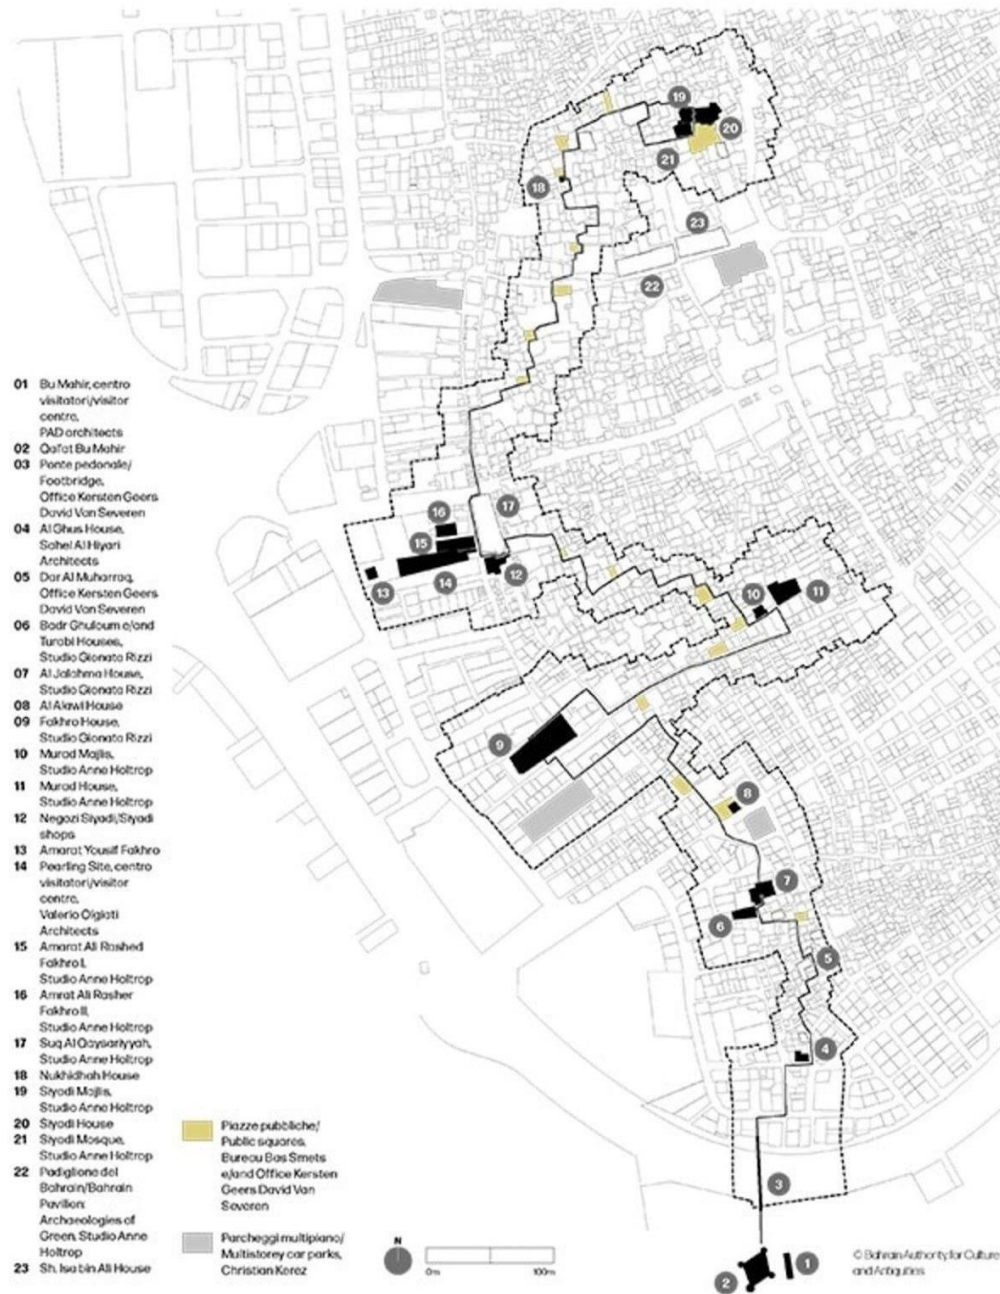 19
20
21
18
23
22
17
16
15
14
13
12
10
11
9
8
7
6
5
4
3
2
1
01 Bu Mahir, centro
visitatori/visitor
centre,
PAD architects
02 Qal'at Bu Mahir
03 Ponte pedonale/
Footbridge,
Office Kersten Geers
David Van Severen
04 Al Ghus House,
Sahel Al Hiyari
Architects
05 Dar Al Muharraq,
Office Kersten Geers
David Van Severen
06 Badr Ghuloum e/and
Turabi Houses,
Studio Gionata Rizzi
07 Al Jalahma House,
Studio Gionata Rizzi
08 Al Alawi House
09 Fakhro House,
Studio Gionata Rizzi
10 Murad Majlis,
Studio Anne Holtrop
11 Murad House,
Studio Anne Holtrop
12 Negozi Siyadi/Siyadi
shops
13 Amarat Yousif Fakhro
14 Pearling Site, centro
visitatori/visitor
centre,
Valerio Olgiati
Architects
15 Amarat Ali Rashed
Fakhro I,
Studio Anne Holtrop
16 Amrat Ali Rasher
Fakhro II,
Studio Anne Holtrop
17 Suq Al Qaysariyyah,
Studio Anne Holtrop
18 Nukhidhah House
19 Siyadi Majlis,
Studio Anne Holtrop
20 Siyadi House
21 Siyadi Mosque,
Studio Anne Holtrop
22 Padiglione del
Bahrain/Bahrain
Pavilion:
Archaeologies of
Green, Studio Anne
Holtrop
23 Sh. Isa bin Ali House
Piazze pubbliche/
Public squares,
Bureau Bas Smets
e/and Office Kersten
Geers David Van
Severen
Parcheggi multipiano/
Multistorey car parks,
Christian Kerez
N
0m 100m
© Bahrain Authority for Culture
and Antiquities